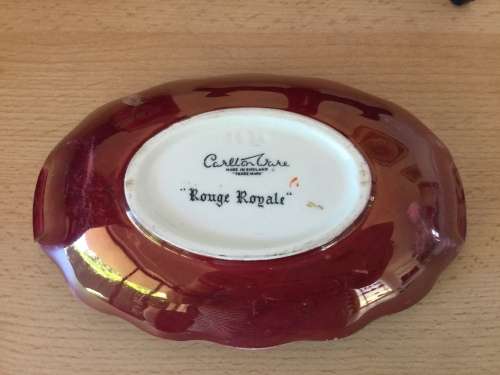 Carlton Ware
MADE IN ENGLAND
"TRADE MARK"
"Rouge Royale"